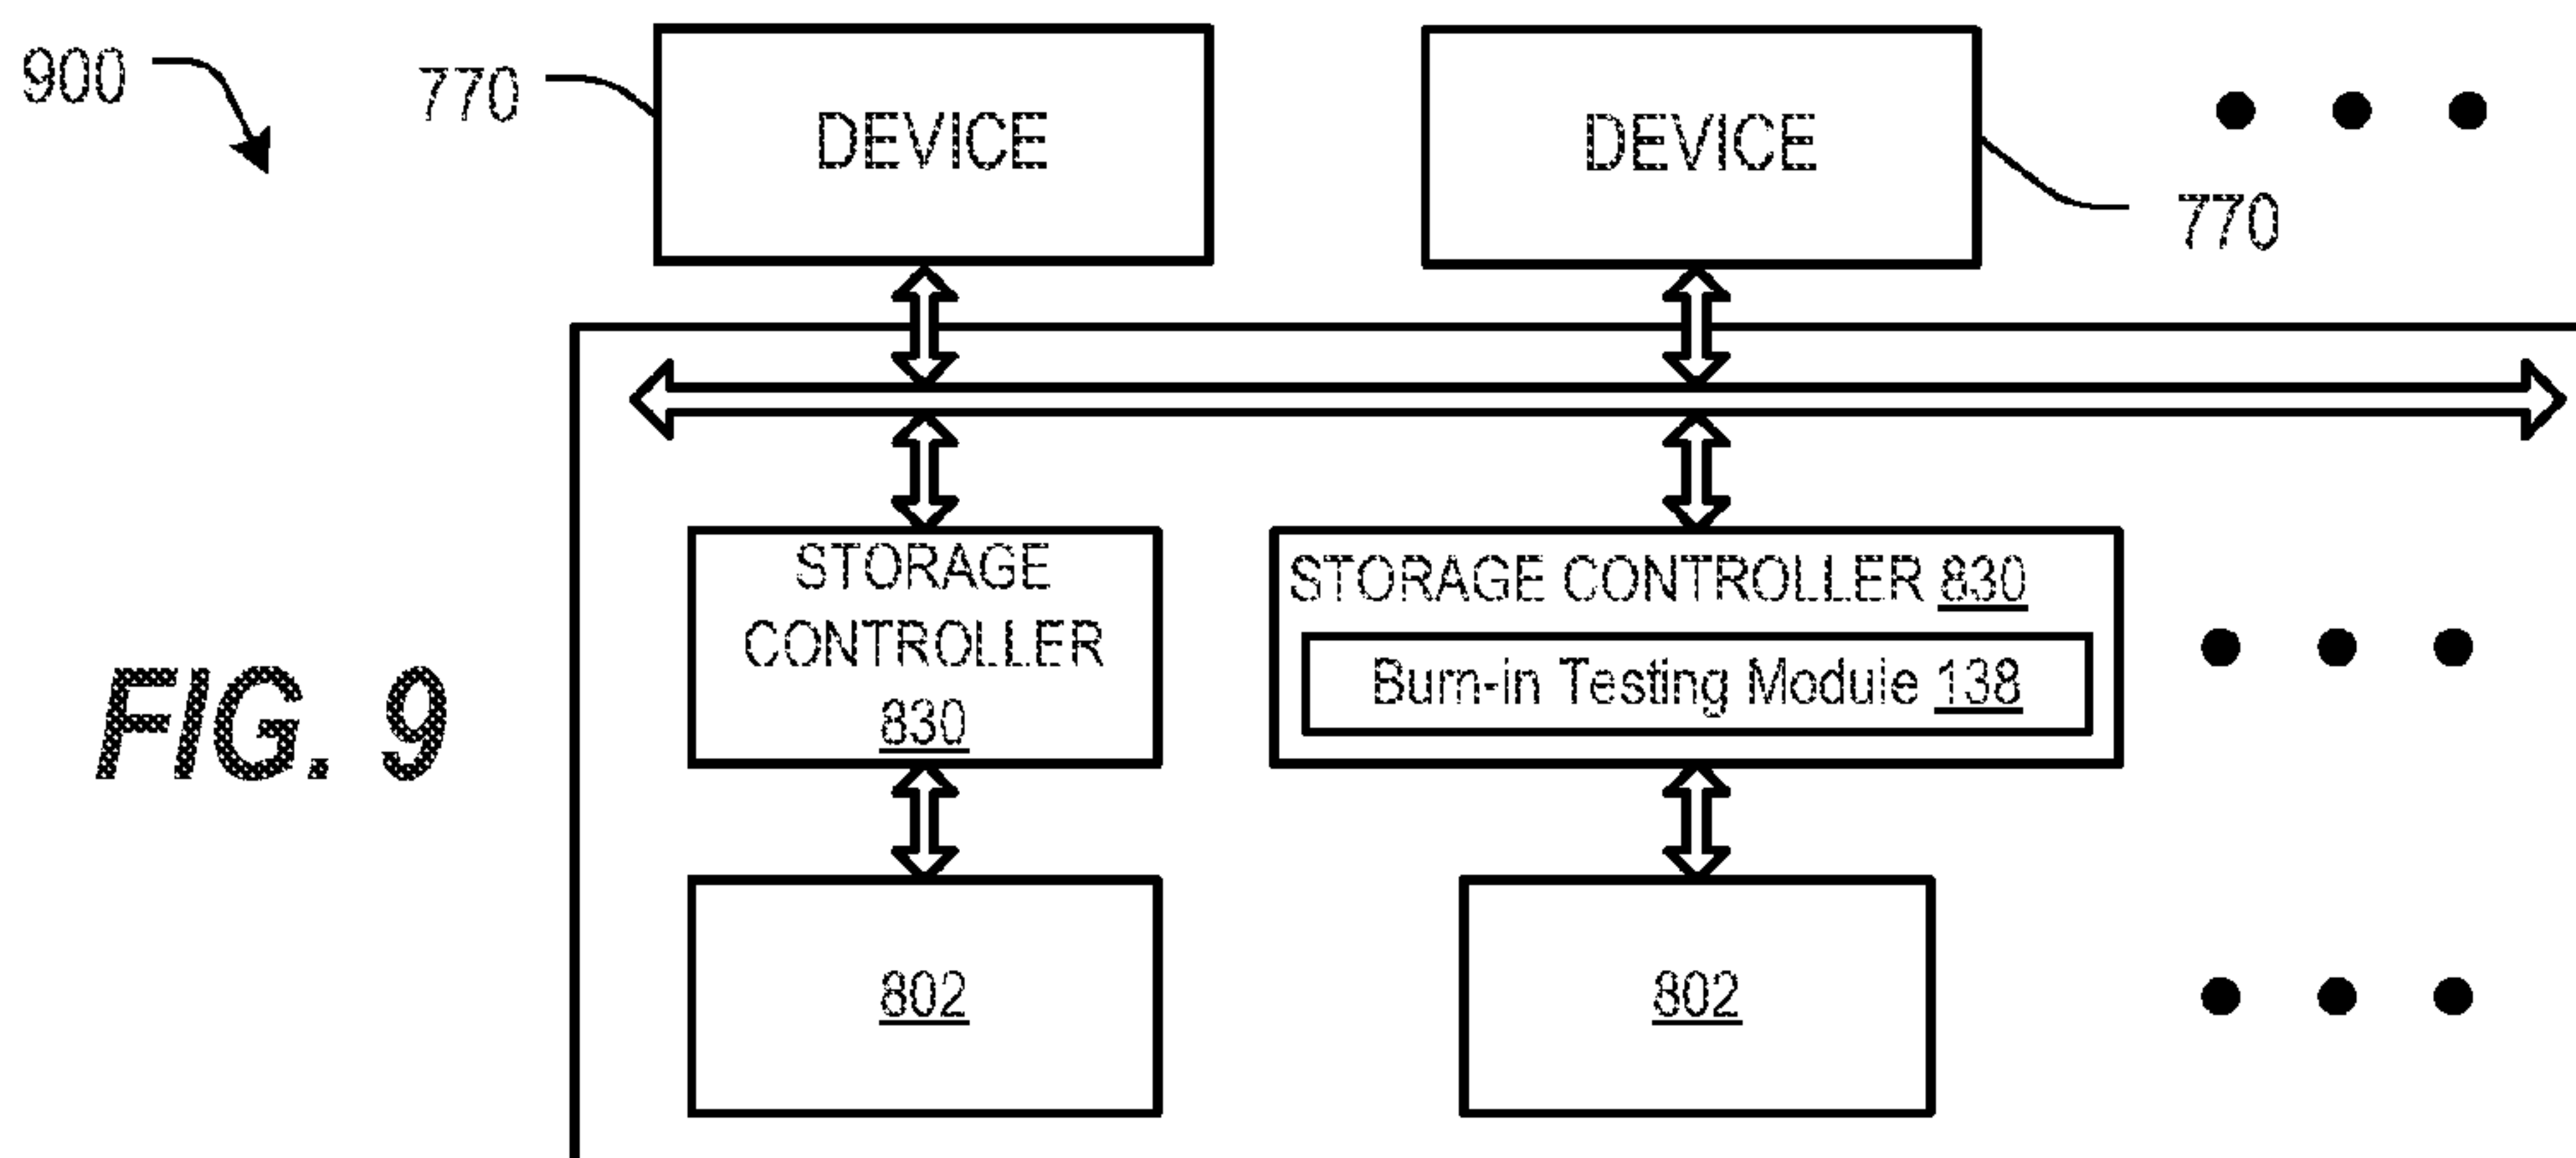 900
770
DEVICE
DEVICE
770
STORAGE
CONTROLLER
830
STORAGE CONTROLLER 830
Burn-in Testing Module 138
FIG. 9
802
802